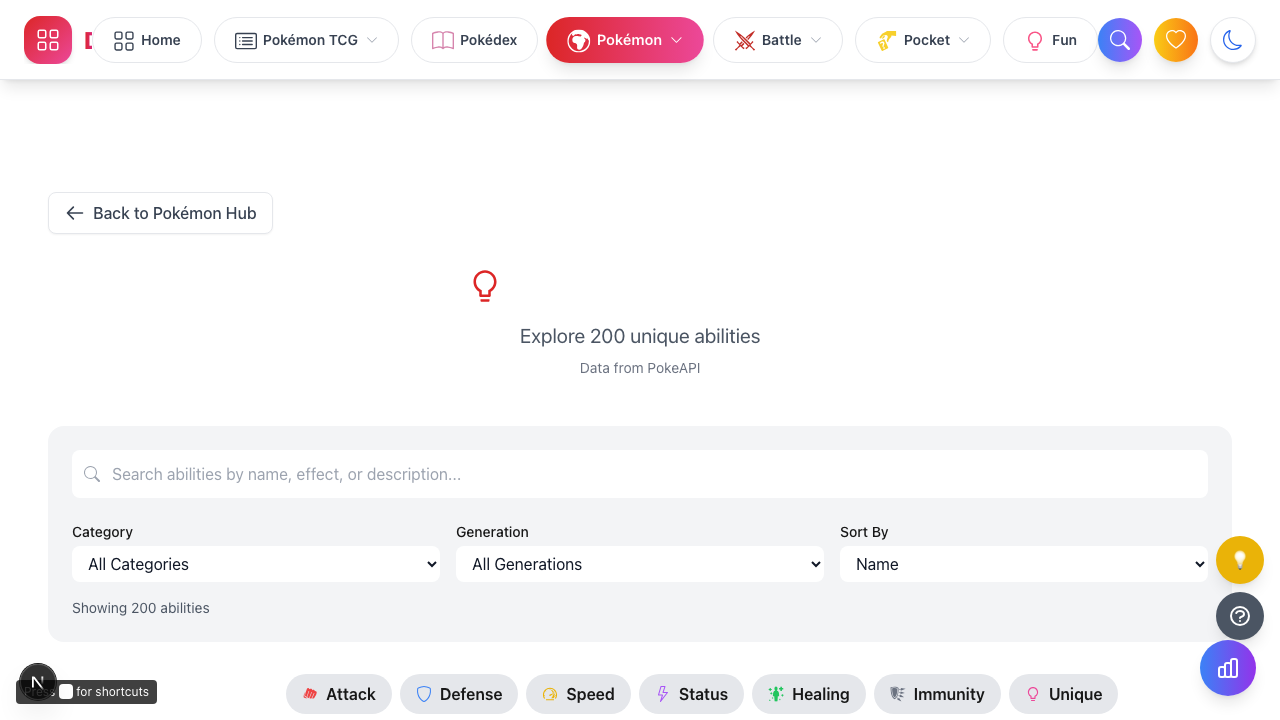 Home
Pokémon TCG
Pokédex
Pokémon
Battle
Pocket
Fun
Back to Pokémon Hub
Explore 200 unique abilities
Data from PokeAPI
Search abilities by name, effect, or description...
Category
Generation
Sort By
All Categories
All Generations
Name
Showing 200 abilities
N
Press
for shortcuts
Attack
Defense
Speed
Status
Healing
Immunity
Unique